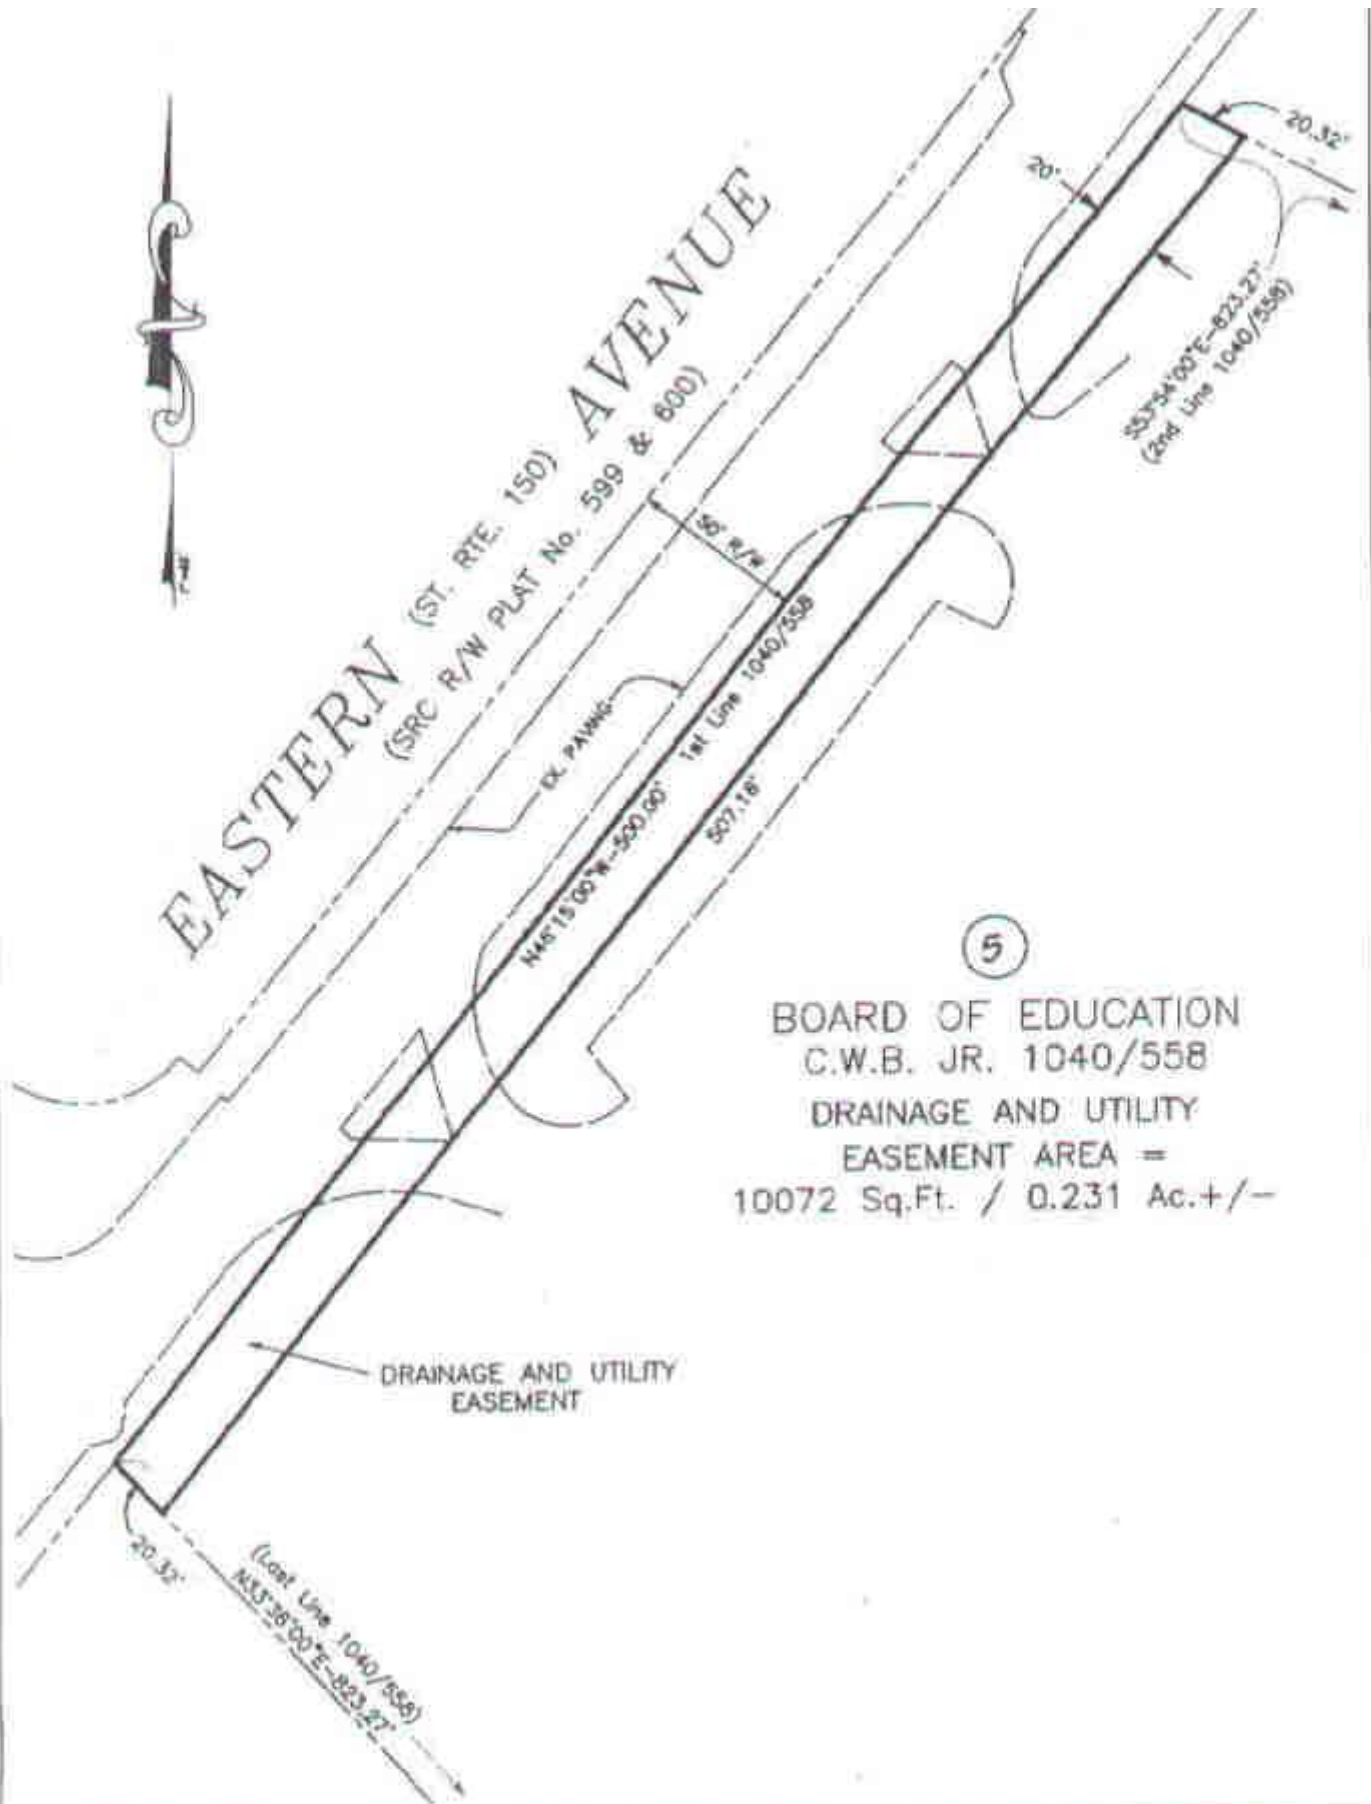 20.32'
20'
S53°54'00"E-823.27'
(2nd Line 1040/558)
EASTERN (ST. RTE. 150) AVENUE
(SRC R/W PLAT No. 599 & 600)
50' R/W
EX. PAVING
N46°15'00"W-500.00' 1st Line 1040/558
507.18'
5
BOARD OF EDUCATION
C.W.B. JR. 1040/558
DRAINAGE AND UTILITY
EASEMENT AREA =
10072 Sq.Ft. / 0.231 Ac.+/-
DRAINAGE AND UTILITY
EASEMENT
20.32'
(Last Line 1040/558)
N33°36'00"E-823.27'